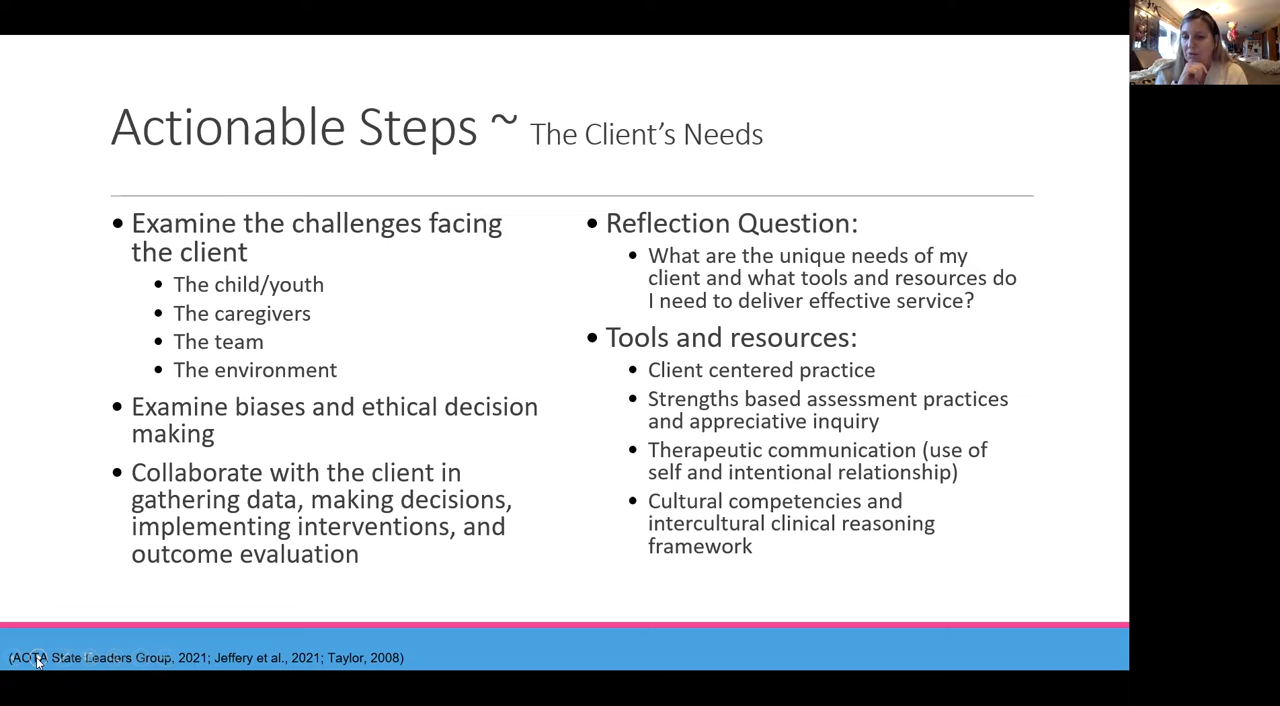 Actionable Steps ~ The Client's Needs
• Examine the challenges facing
the client
• The child/youth
• The caregivers
• The team
• The environment
• Examine biases and ethical decision
making
• Collaborate with the client in
gathering data, making decisions,
implementing interventions, and
outcome evaluation
• Reflection Question:
• What are the unique needs of my
client and what tools and resources do
I need to deliver effective service?
• Tools and resources:
• Client centered practice
• Strengths based assessment practices
and appreciative inquiry
• Therapeutic communication (use of
self and intentional relationship)
• Cultural competencies and
intercultural clinical reasoning
framework
(AOTA State Leaders Group, 2021; Jeffery et al., 2021; Taylor, 2008)